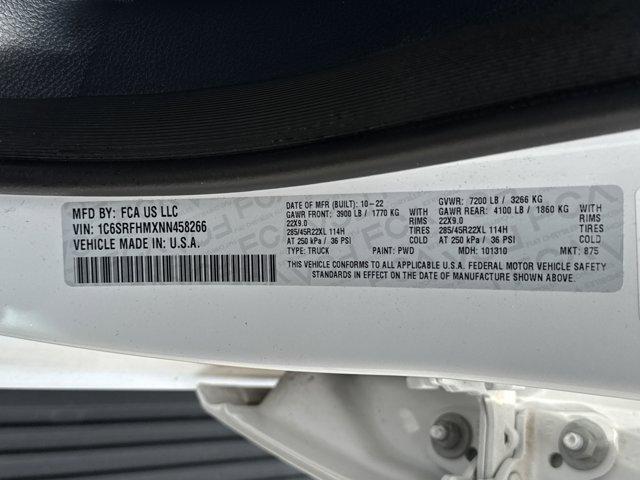 MFD BY: FCA US LLC
VIN: 1C6SRFHMXNN458266
VEHICLE MADE IN: U.S.A.
DATE OF MFR (BUILT): 10-22 GVWR: 7200 LB / 3266 KG
GAWR FRONT: 3900 LB / 1770 KG WITH GAWR REAR: 4100 LB / 1860 KG WITH
22X9.0 RIMS 22X9.0 RIMS
285/45R22XL 114H TIRES 285/45R22XL 114H TIRES
AT 250 kPa / 36 PSI AT 250 kPa / 36 PSI
TYPE: TRUCK PAINT: PWD MDH: 101310 MKT: 875
THIS VEHICLE CONFORMS TO ALL APPLICABLE U.S.A. FEDERAL MOTOR VEHICLE SAFETY
STANDARDS IN EFFECT ON THE DATE OF MANUFACTURE SHOWN ABOVE.